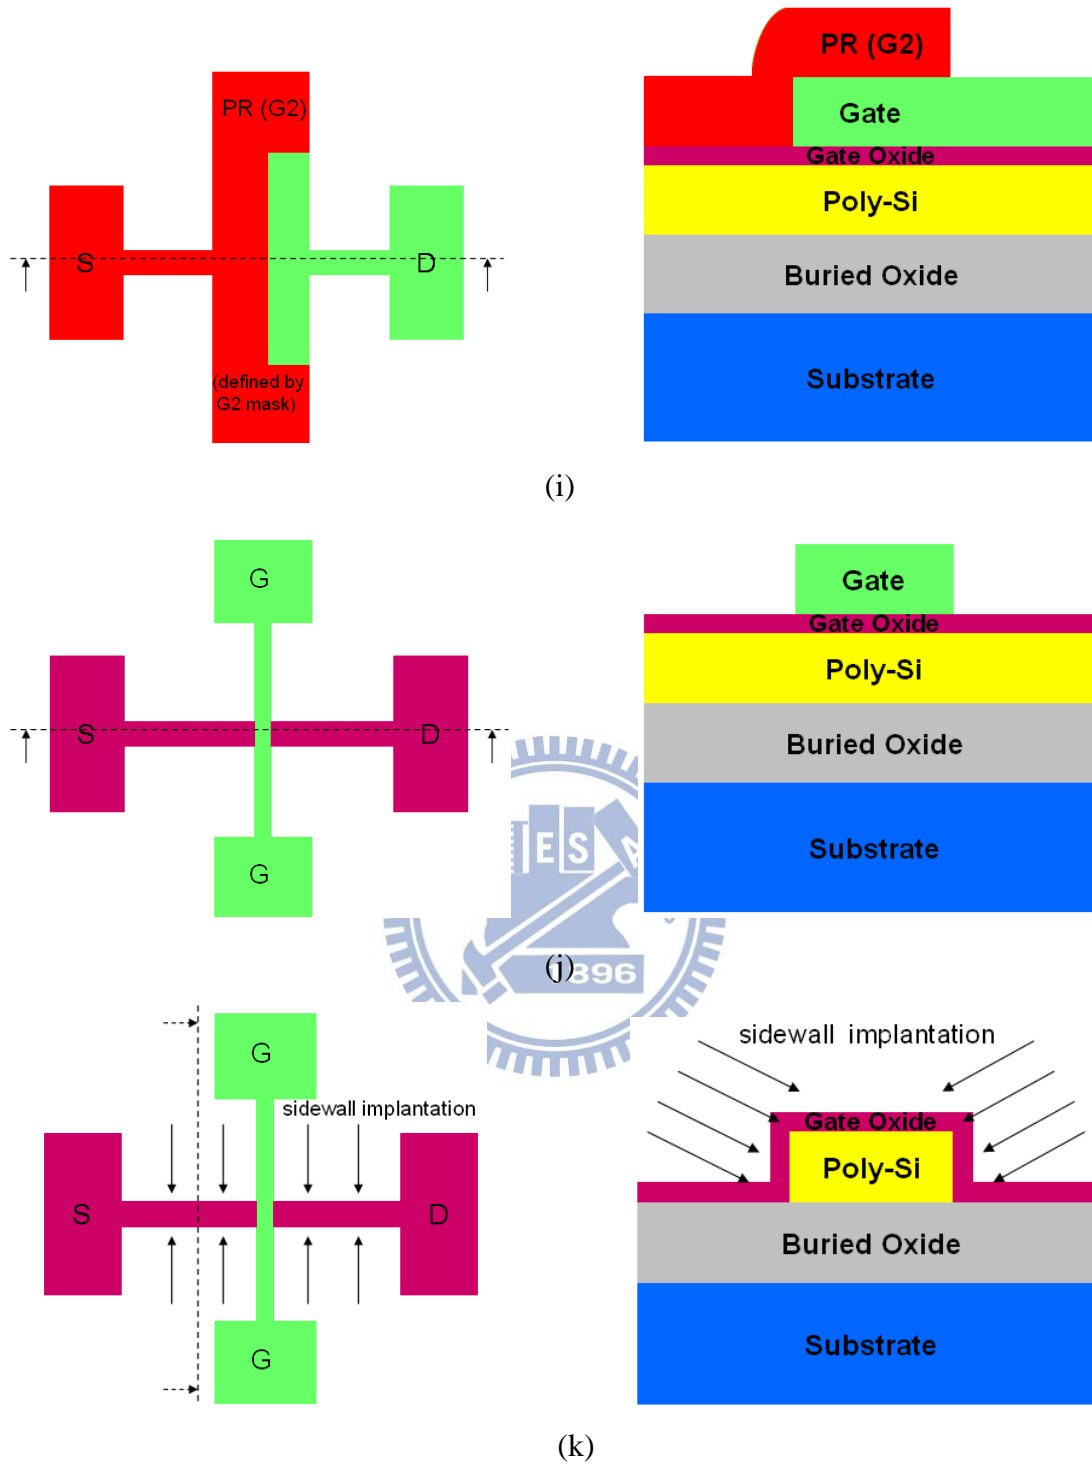 PR (G2)
S
D
(defined by
G2 mask)
PR (G2)
Gate
Gate Oxide
Poly-Si
Buried Oxide
Substrate
(i)
G
S
D
G
Gate
Gate Oxide
Poly-Si
Buried Oxide
Substrate
E S A
1896
(j)
G
sidewall implantation
S
D
G
sidewall implantation
Gate Oxide
Poly-Si
Buried Oxide
Substrate
(k)